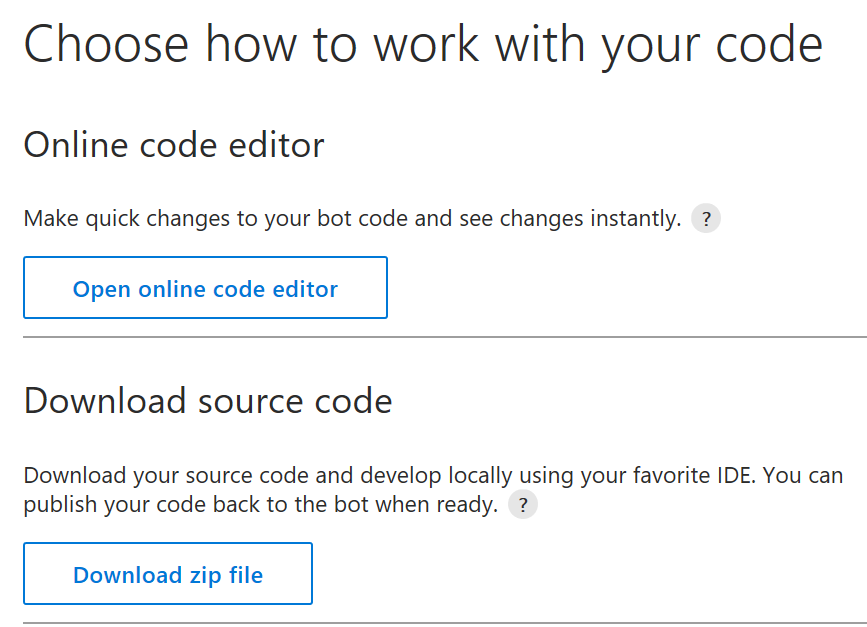 Choose how to work with your code
Online code editor
Make quick changes to your bot code and see changes instantly. ?
Open online code editor
Download source code
Download your source code and develop locally using your favorite IDE. You can
publish your code back to the bot when ready. ?
Download zip file